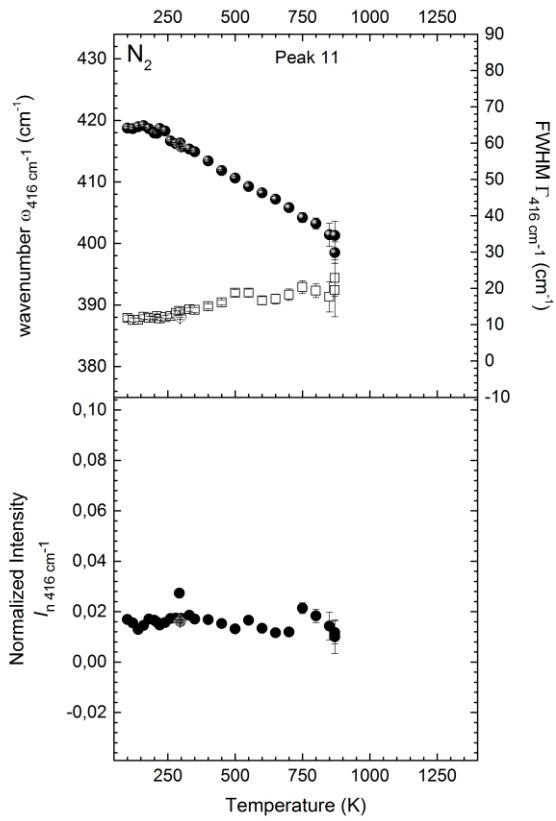 250 500 750 1000 1250
N2
Peak 11
430
420
410
400
390
380
wavenumber ω416 cm-1 (cm-1)
90
80
70
60
50
40
30
20
10
0
-10
FWHM Γ416 cm-1 (cm-1)
0,10
0,08
0,06
0,04
0,02
0,00
-0,02
Normalized Intensity
In 416 cm-1
250 500 750 1000 1250
Temperature (K)